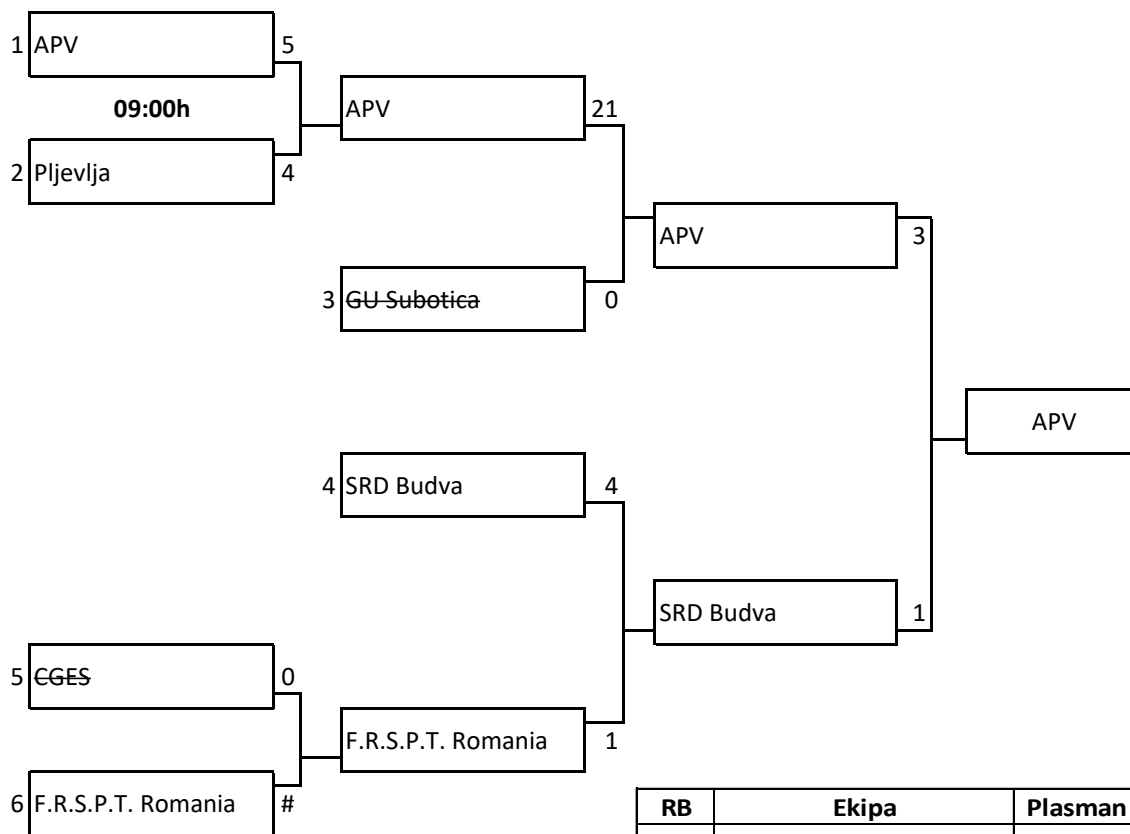 1 APV 5
09:00h
APV 21
2 Pljevlja 4
APV 3
3 GU Subotica 0
APV
4 SRD Budva 4
SRD Budva 1
5 CGES 0
F.R.S.P.T. Romania 1
6 F.R.S.P.T. Romania #
RB Ekipa Plasman